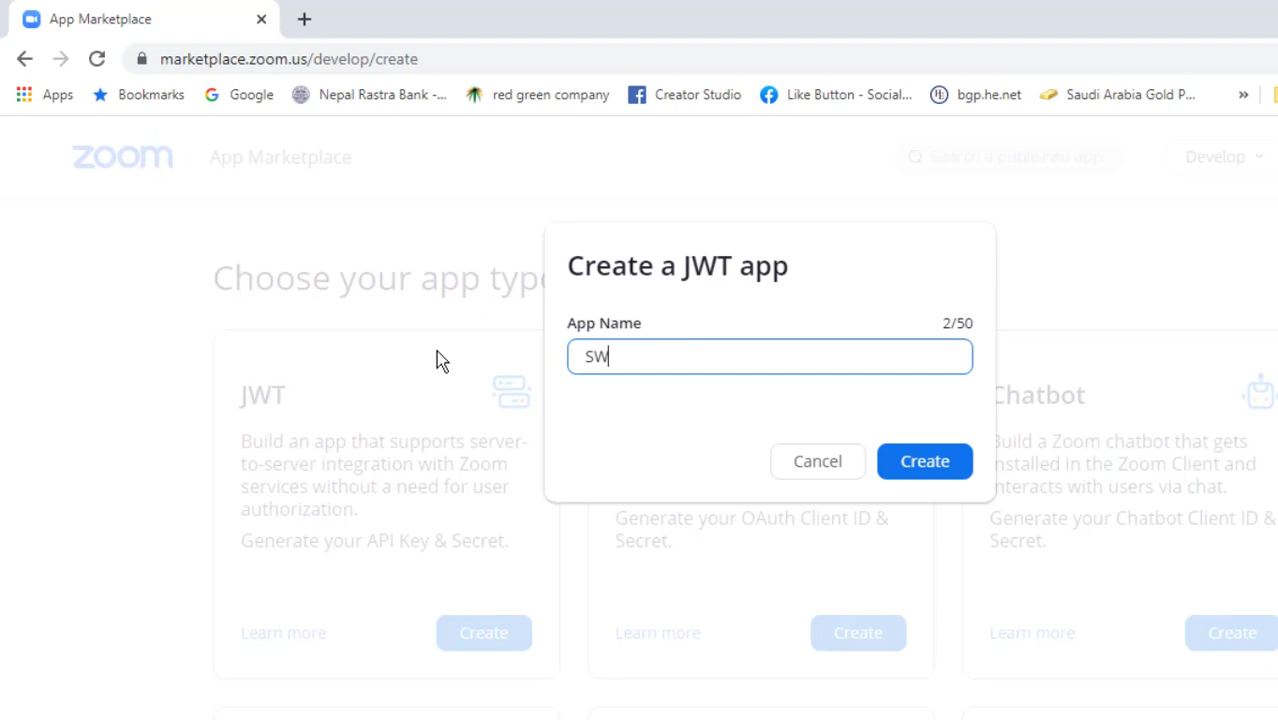 App Marketplace
marketplace.zoom.us/develop/create
Apps Bookmarks Google Nepal Rastra Bank -... red green company Creator Studio Like Button - Social... bgp.he.net Saudi Arabia Gold P... »
zoom App Marketplace Search a published app Develop
Choose your app type
Create a JWT app
App Name 2/50
SW
Cancel Create
JWT
Build an app that supports server-
to-server integration with Zoom
services without a need for user
authorization.
Generate your API Key & Secret.
Learn more Create
Generate your OAuth Client ID &
Secret.
Learn more Create
Chatbot
Build a Zoom chatbot that gets
installed in the Zoom Client and
interacts with users via chat.
Generate your Chatbot Client ID &
Secret.
Learn more Create